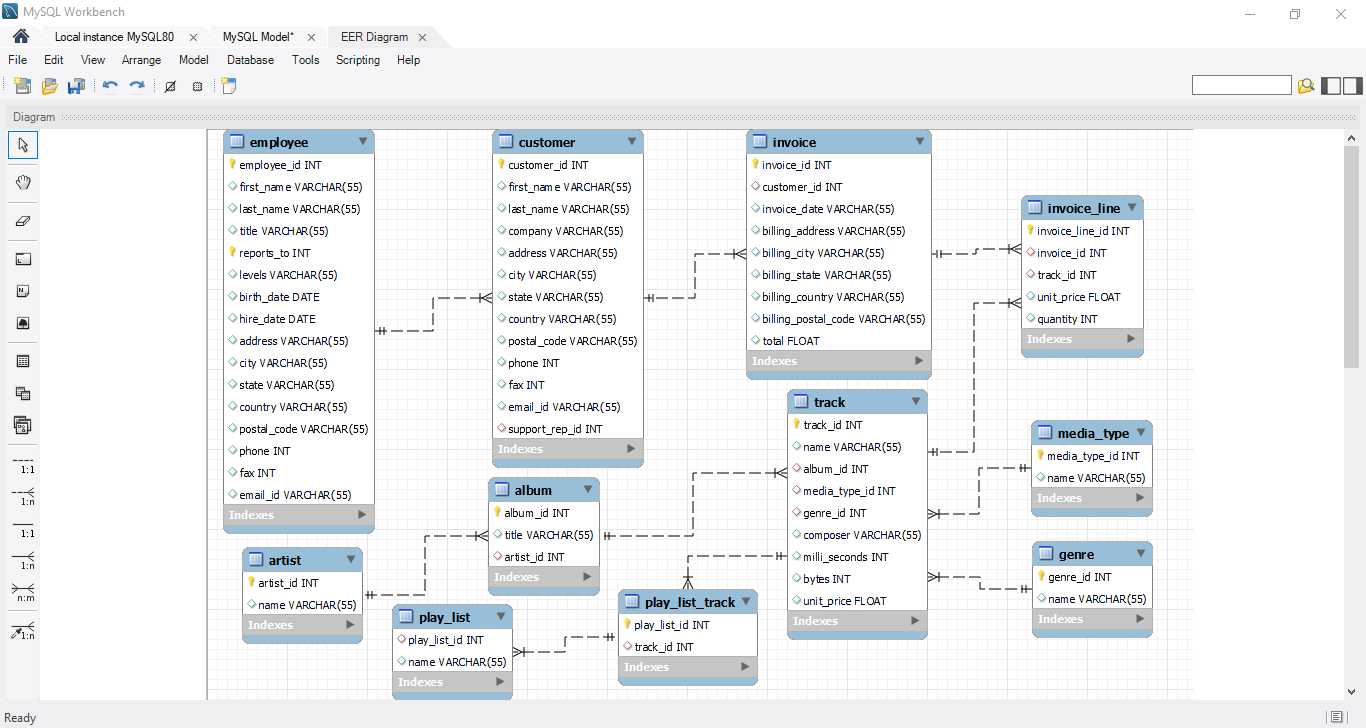 MySQL Workbench
Local instance MySQL80
MySQL Model*
EER Diagram
File Edit View Arrange Model Database Tools Scripting Help
Diagram
employee
employee_id INT
first_name VARCHAR(55)
last_name VARCHAR(55)
title VARCHAR(55)
reports_to INT
levels VARCHAR(55)
birth_date DATE
hire_date DATE
address VARCHAR(55)
city VARCHAR(55)
state VARCHAR(55)
country VARCHAR(55)
postal_code VARCHAR(55)
phone INT
fax INT
email_id VARCHAR(55)
Indexes
customer
customer_id INT
first_name VARCHAR(55)
last_name VARCHAR(55)
company VARCHAR(55)
address VARCHAR(55)
city VARCHAR(55)
state VARCHAR(55)
country VARCHAR(55)
postal_code VARCHAR(55)
phone INT
fax INT
email_id VARCHAR(55)
support_rep_id INT
Indexes
invoice
invoice_id INT
customer_id INT
invoice_date VARCHAR(55)
billing_address VARCHAR(55)
billing_city VARCHAR(55)
billing_state VARCHAR(55)
billing_country VARCHAR(55)
billing_postal_code VARCHAR(55)
total FLOAT
Indexes
invoice_line
invoice_line_id INT
invoice_id INT
track_id INT
unit_price FLOAT
quantity INT
Indexes
track
track_id INT
name VARCHAR(55)
album_id INT
media_type_id INT
genre_id INT
composer VARCHAR(55)
milli_seconds INT
bytes INT
unit_price FLOAT
Indexes
media_type
media_type_id INT
name VARCHAR(55)
Indexes
album
album_id INT
title VARCHAR(55)
artist_id INT
Indexes
artist
artist_id INT
name VARCHAR(55)
Indexes
genre
genre_id INT
name VARCHAR(55)
Indexes
play_list
play_list_id INT
name VARCHAR(55)
Indexes
play_list_track
play_list_id INT
track_id INT
Indexes
1:1
1:n
1:1
1:n
n:m
1:n
Ready